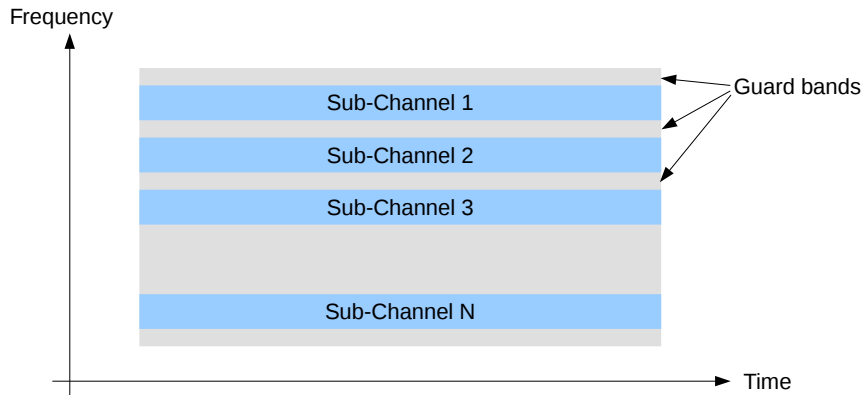 Frequency
Sub-Channel 1
Guard bands
Sub-Channel 2
Sub-Channel 3
Sub-Channel N
Time